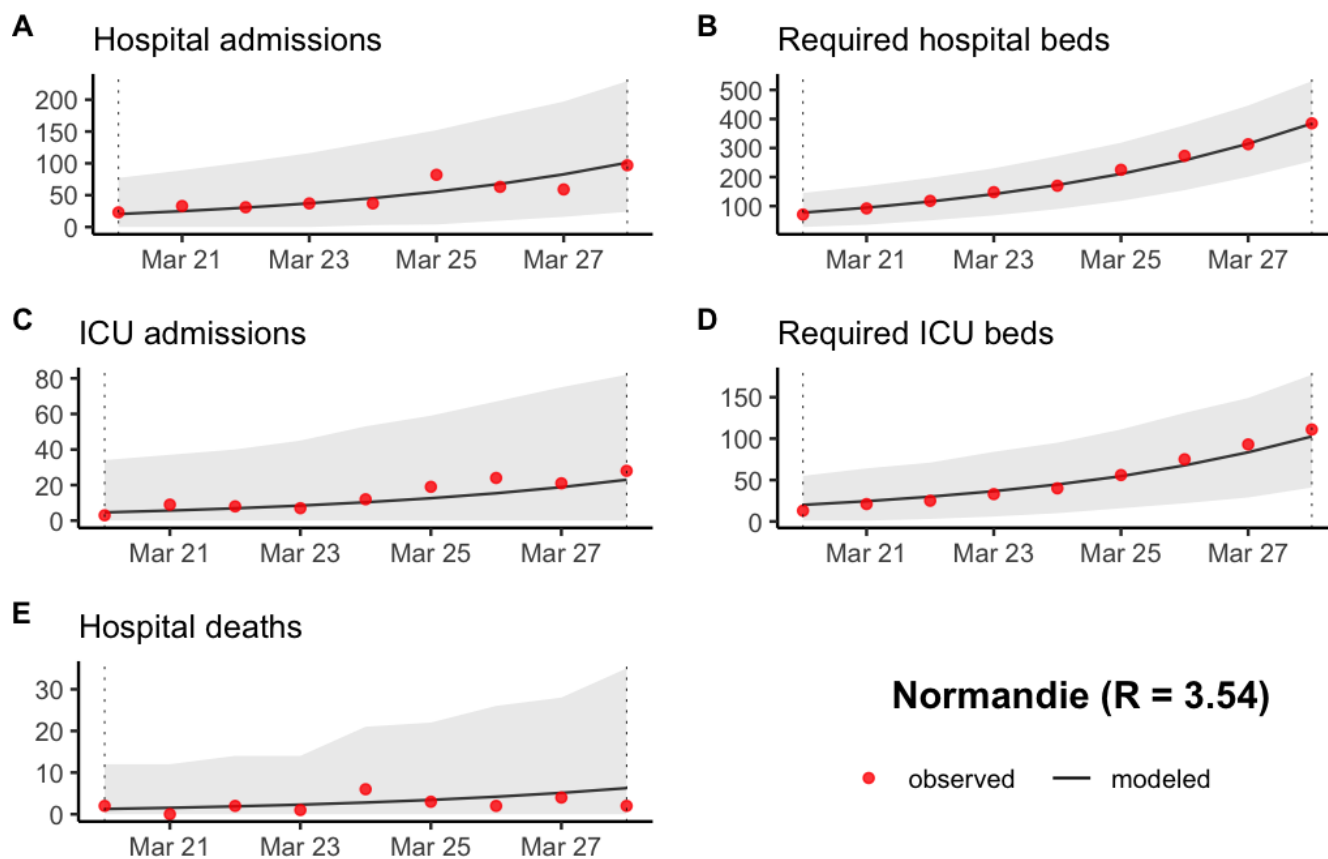 A
Hospital admissions
200
150
100
50
0
Mar 21 Mar 23 Mar 25 Mar 27
B
Required hospital beds
500
400
300
200
100
Mar 21 Mar 23 Mar 25 Mar 27
C
ICU admissions
80
60
40
20
0
Mar 21 Mar 23 Mar 25 Mar 27
D
Required ICU beds
150
100
50
0
Mar 21 Mar 23 Mar 25 Mar 27
E
Hospital deaths
30
20
10
0
Mar 21 Mar 23 Mar 25 Mar 27
Normandie (R = 3.54)
observed modeled